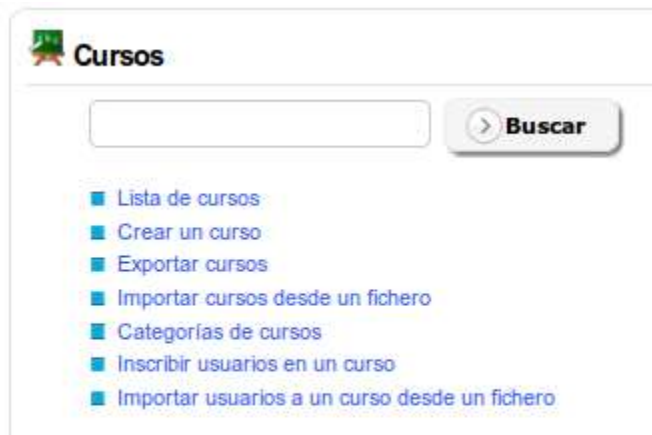 Cursos
Buscar
Lista de cursos
Crear un curso
Exportar cursos
Importar cursos desde un fichero
Categorías de cursos
Inscribir usuarios en un curso
Importar usuarios a un curso desde un fichero